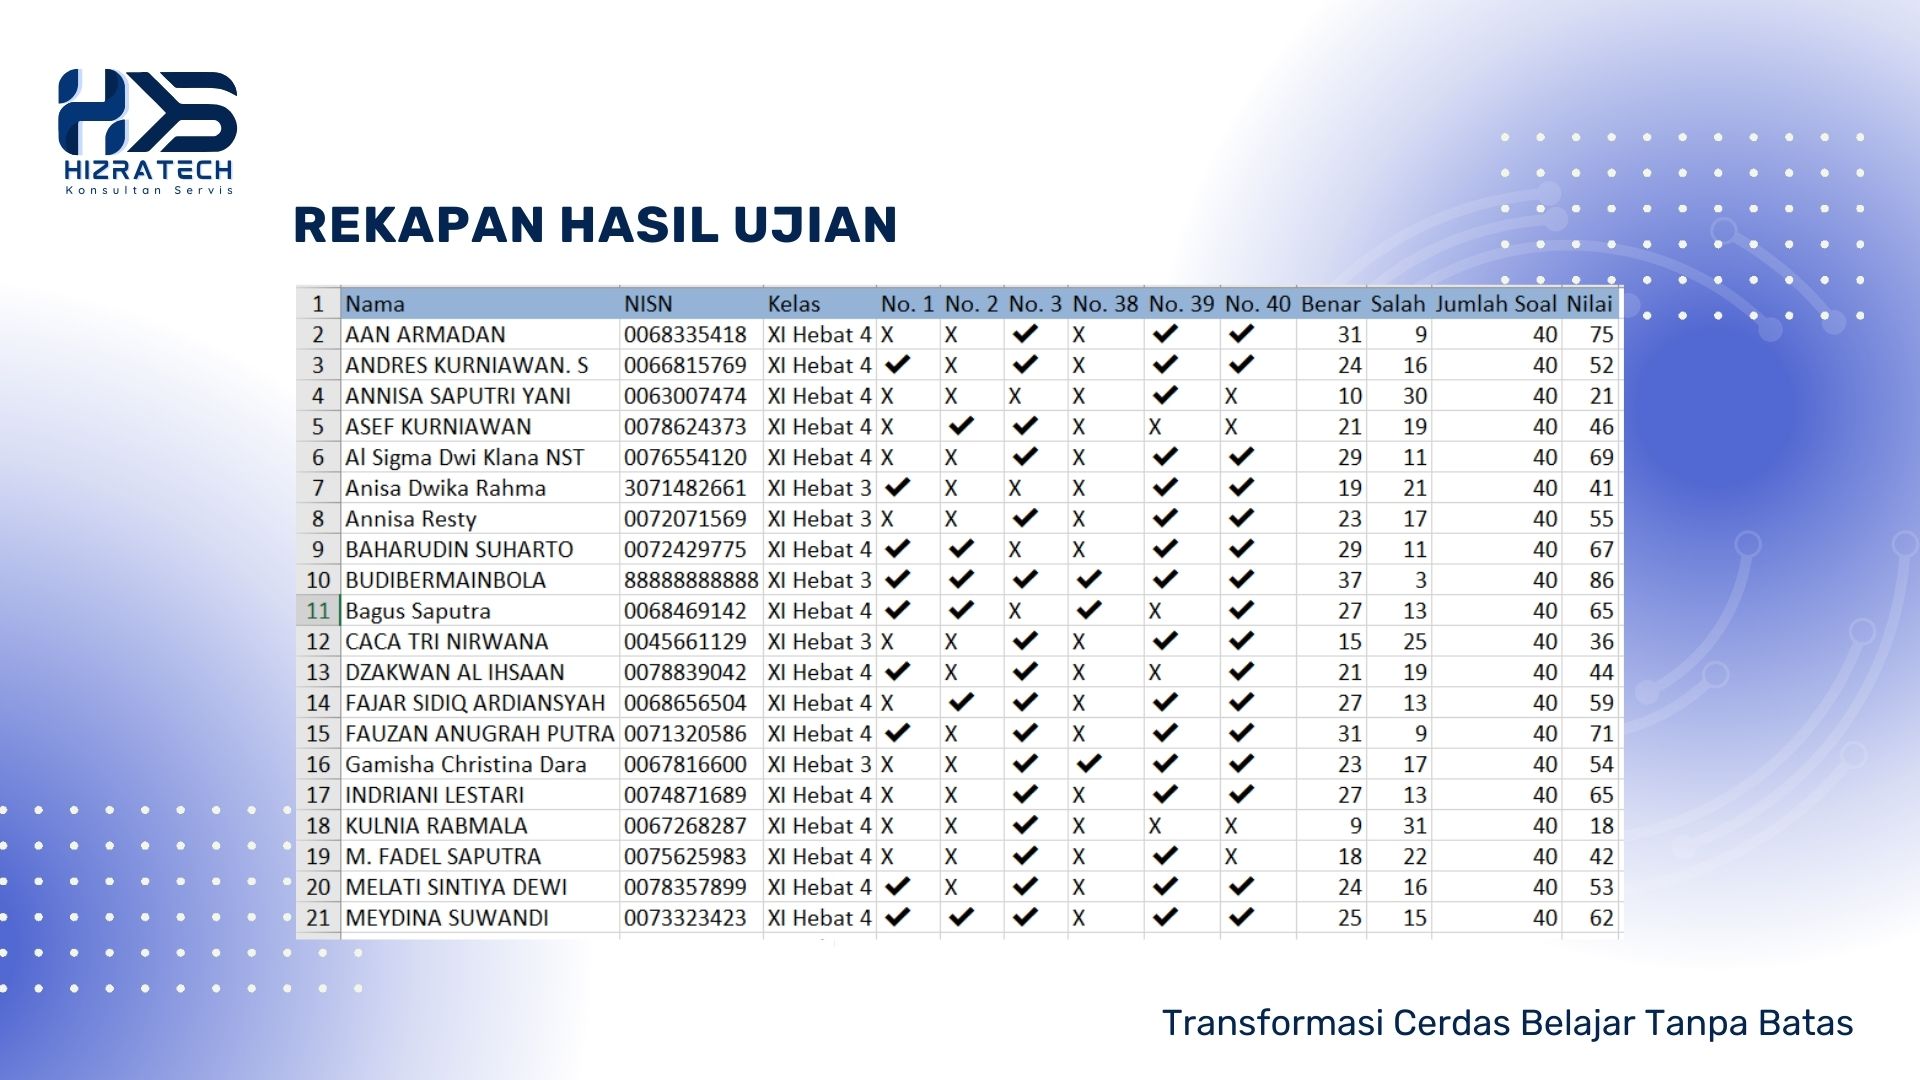 HIZRATECH
Konsultan Servis
REKAPAN HASIL UJIAN
1 Nama NISN Kelas No. 1 No. 2 No. 3 No. 38 No. 39 No. 40 Benar Salah Jumlah Soal Nilai
2 AAN ARMADAN 0068335418 XI Hebat 4 X X ✓ X ✓ ✓ 31 9 40 75
3 ANDRES KURNIAWAN. S 0066815769 XI Hebat 4 ✓ X ✓ X ✓ ✓ 24 16 40 52
4 ANNISA SAPUTRI YANI 0063007474 XI Hebat 4 X X X X ✓ X 10 30 40 21
5 ASEF KURNIAWAN 0078624373 XI Hebat 4 X ✓ ✓ X X X 21 19 40 46
6 Al Sigma Dwi Klana NST 0076554120 XI Hebat 4 X X ✓ X ✓ ✓ 29 11 40 69
7 Anisa Dwika Rahma 3071482661 XI Hebat 3 ✓ X X X ✓ ✓ 19 21 40 41
8 Annisa Resty 0072071569 XI Hebat 3 X X ✓ X ✓ ✓ 23 17 40 55
9 BAHARUDIN SUHARTO 0072429775 XI Hebat 4 ✓ ✓ X X ✓ ✓ 29 11 40 67
10 BUDIBERMAINBOLA 88888888888 XI Hebat 3 ✓ ✓ ✓ ✓ ✓ ✓ 37 3 40 86
11 Bagus Saputra 0068469142 XI Hebat 4 ✓ ✓ X ✓ X ✓ 27 13 40 65
12 CACA TRI NIRWANA 0045661129 XI Hebat 3 X X ✓ X ✓ ✓ 15 25 40 36
13 DZAKWAN AL IHSAAN 0078839042 XI Hebat 4 ✓ X ✓ X X ✓ 21 19 40 44
14 FAJAR SIDIQ ARDIANSYAH 0068656504 XI Hebat 4 X ✓ ✓ X ✓ ✓ 27 13 40 59
15 FAUZAN ANUGRAH PUTRA 0071320586 XI Hebat 4 ✓ X ✓ X ✓ ✓ 31 9 40 71
16 Gamisha Christina Dara 0067816600 XI Hebat 3 X X ✓ ✓ ✓ ✓ 23 17 40 54
17 INDRIANI LESTARI 0074871689 XI Hebat 4 X X ✓ X ✓ ✓ 27 13 40 65
18 KULNIA RABMALA 0067268287 XI Hebat 4 X X ✓ X X X 9 31 40 18
19 M. FADEL SAPUTRA 0075625983 XI Hebat 4 X X ✓ X ✓ X 18 22 40 42
20 MELATI SINTIYA DEWI 0078357899 XI Hebat 4 ✓ X ✓ X ✓ ✓ 24 16 40 53
21 MEYDINA SUWANDI 0073323423 XI Hebat 4 ✓ ✓ ✓ X ✓ ✓ 25 15 40 62
Transformasi Cerdas Belajar Tanpa Batas